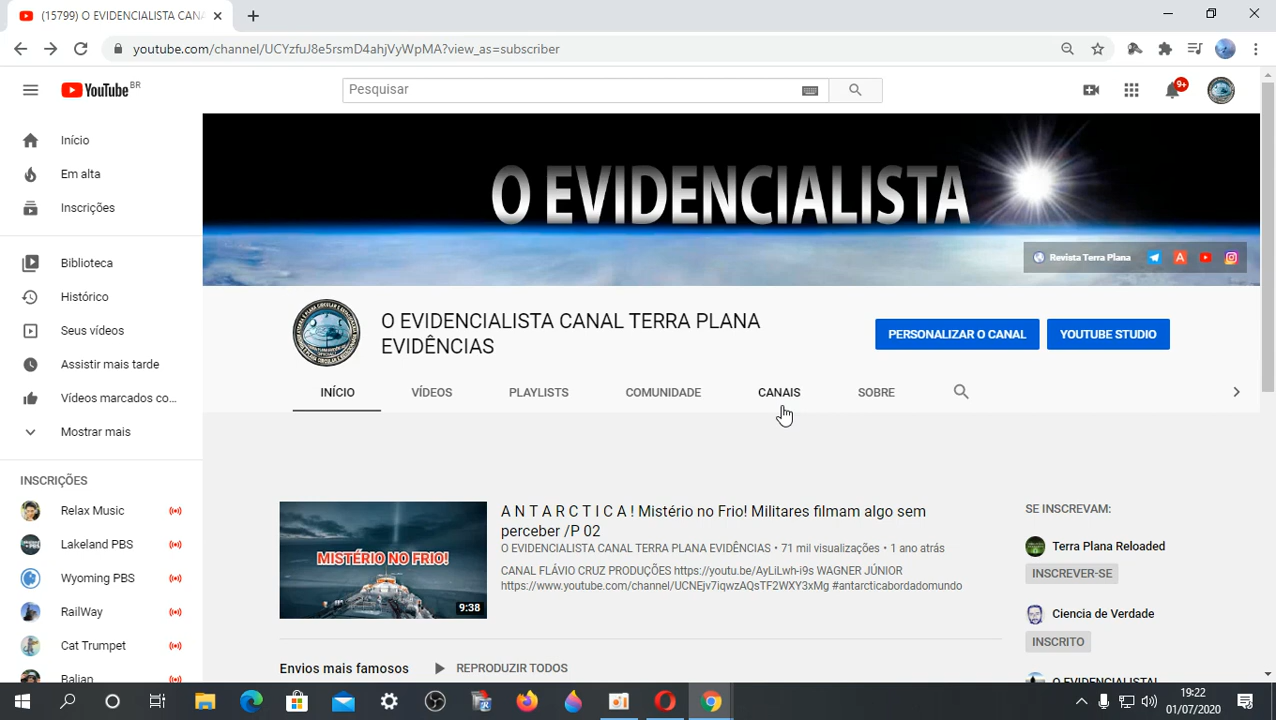 (15799) O EVIDENCIALISTA CANA
youtube.com/channel/UCYzfuJ8e5rsmD4ahjVyWpMA?view_as=subscriber
YouTube BR
Pesquisar
9+
Início
Em alta
Inscrições
Biblioteca
Histórico
Seus vídeos
Assistir mais tarde
Vídeos marcados co...
Mostrar mais
INSCRIÇÕES
Relax Music
Lakeland PBS
Wyoming PBS
RailWay
Cat Trumpet
Balian
O EVIDENCIALISTA
Revista Terra Plana
O EVIDENCIALISTA CANAL TERRA PLANA
EVIDÊNCIAS
PERSONALIZAR O CANAL
YOUTUBE STUDIO
INÍCIO
VÍDEOS
PLAYLISTS
COMUNIDADE
CANAIS
SOBRE
MISTÉRIO NO FRIO!
9:38
A N T A R C T I C A ! Mistério no Frio! Militares filmam algo sem
perceber /P 02
O EVIDENCIALISTA CANAL TERRA PLANA EVIDÊNCIAS • 71 mil visualizações • 1 ano atrás
CANAL FLÁVIO CRUZ PRODUÇÕES https://youtu.be/AyLiLwh-i9s WAGNER JÚNIOR
https://www.youtube.com/channel/UCNEjv7iqwzAQsTF2WXY3xMg #antarcticabordadomundo
Envios mais famosos
REPRODUZIR TODOS
SE INSCREVAM:
Terra Plana Reloaded
INSCREVER-SE
Ciencia de Verdade
INSCRITO
O EVIDENCIALISTA!
19:22
01/07/2020